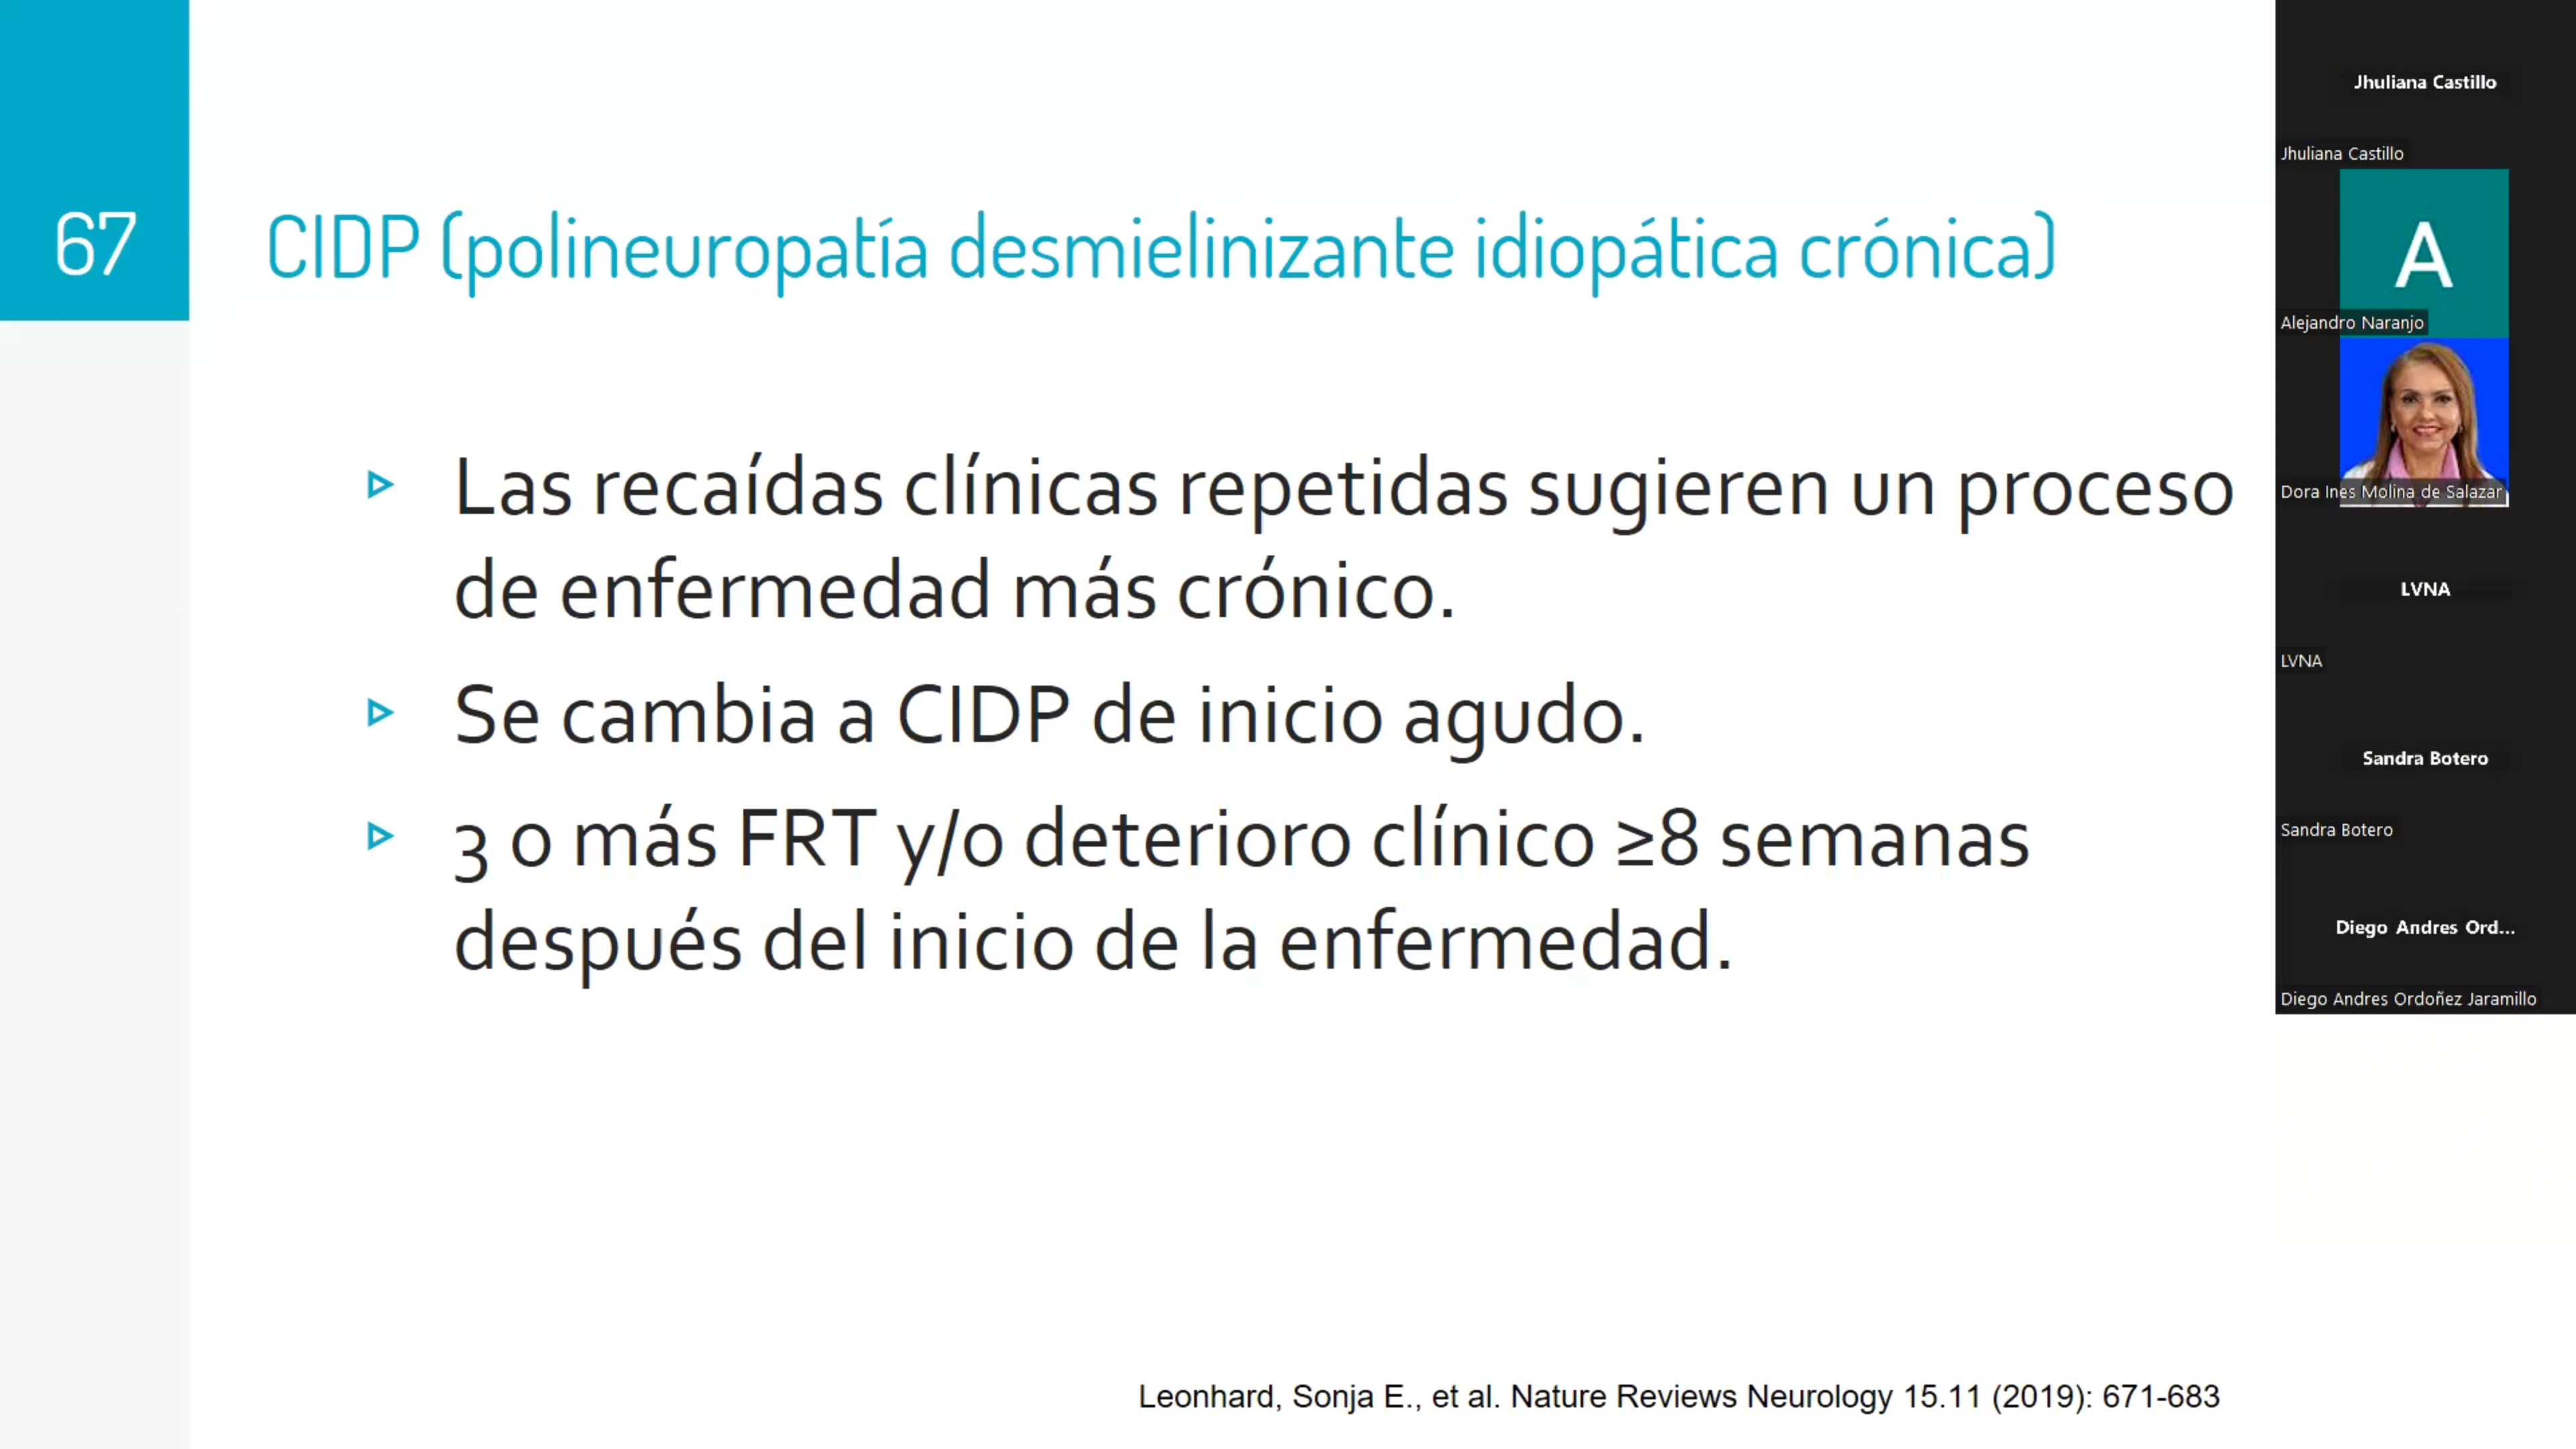 67
CIDP (polineuropatía desmielinizante idiopática crónica)
Las recaídas clínicas repetidas sugieren un proceso
de enfermedad más crónico.
Se cambia a CIDP de inicio agudo.
3 o más FRT y/o deterioro clínico ≥8 semanas
después del inicio de la enfermedad.
Leonhard, Sonja E., et al. Nature Reviews Neurology 15.11 (2019): 671-683
Jhuliana Castillo
Jhuliana Castillo
A
Alejandro Naranjo
Dora Ines Molina de Salazar
LVNA
LVNA
Sandra Botero
Sandra Botero
Diego Andres Ord...
Diego Andres Ordoñez Jaramillo